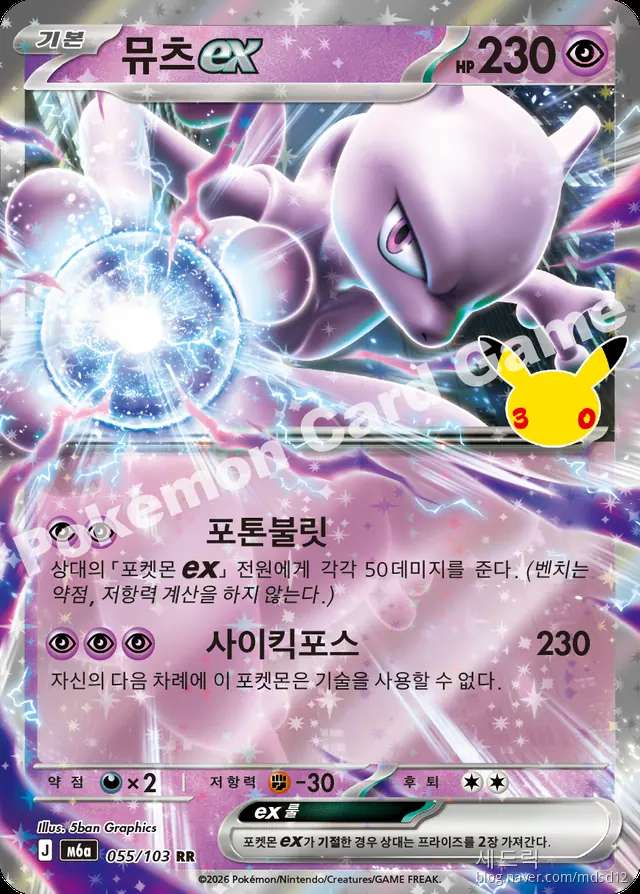 기본 뮤츠ex HP 230
Pokémon Card Game
30
포톤불릿
상대의 「포켓몬 ex」 전원에게 각각 50데미지를 준다. (벤치는
약점, 저항력 계산을 하지 않는다.)
사이킥포스 230
자신의 다음 차례에 이 포켓몬은 기술을 사용할 수 없다.
약점 ×2 저항력 -30 후퇴
ex 룰
포켓몬 ex가 기절한 경우 상대는 프라이즈를 2장 가져간다.
Illus. 5ban Graphics
J M6a 055/103 RR
세드릭
blog.naver.com/mdsd12
©2026 Pokémon/Nintendo/Creatures/GAME FREAK.